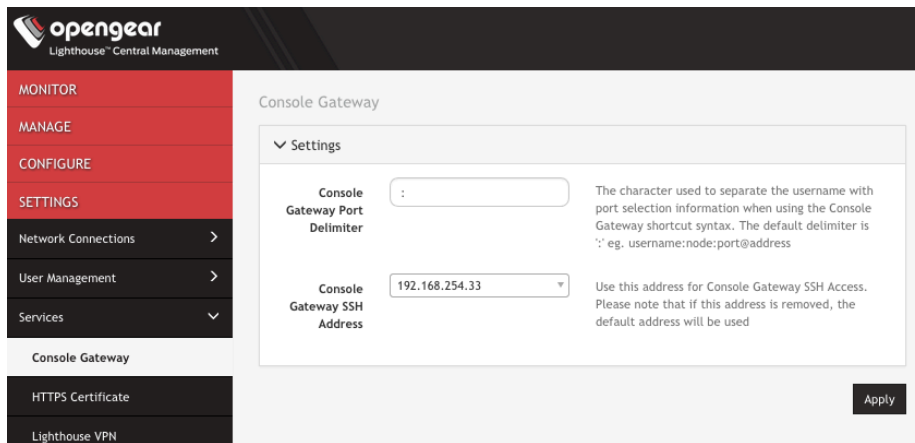 opengear
Lighthouse™ Central Management
MONITOR
MANAGE
CONFIGURE
SETTINGS
Network Connections
User Management
Services
Console Gateway
HTTPS Certificate
Lighthouse VPN
Console Gateway
Settings
Console
Gateway Port
Delimiter
:
The character used to separate the username with
port selection information when using the Console
Gateway shortcut syntax. The default delimiter is
':' eg. username:node:port@address
Console
Gateway SSH
Address
192.168.254.33
Use this address for Console Gateway SSH Access.
Please note that if this address is removed, the
default address will be used
Apply